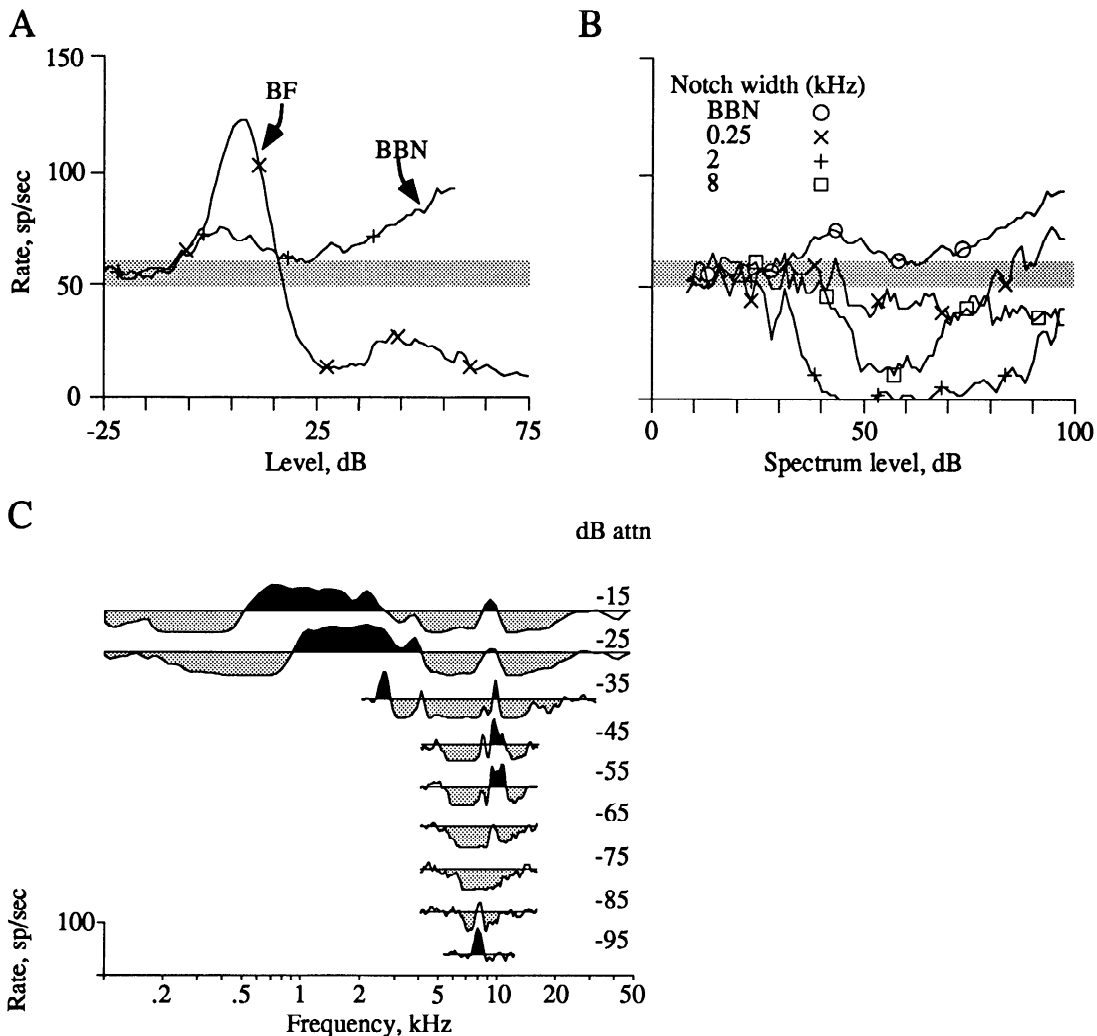 A
B
150
100
50
0
Rate, sp/sec
BF
BBN
-25
25
75
Level, dB
Notch width (kHz)
BBN
0.25
2
8
0
50
100
Spectrum level, dB
C
dB attn
-15
-25
-35
-45
-55
-65
-75
-85
-95
100
Rate, sp/sec
.2 .5 1 2 5 10 20 50
Frequency, kHz